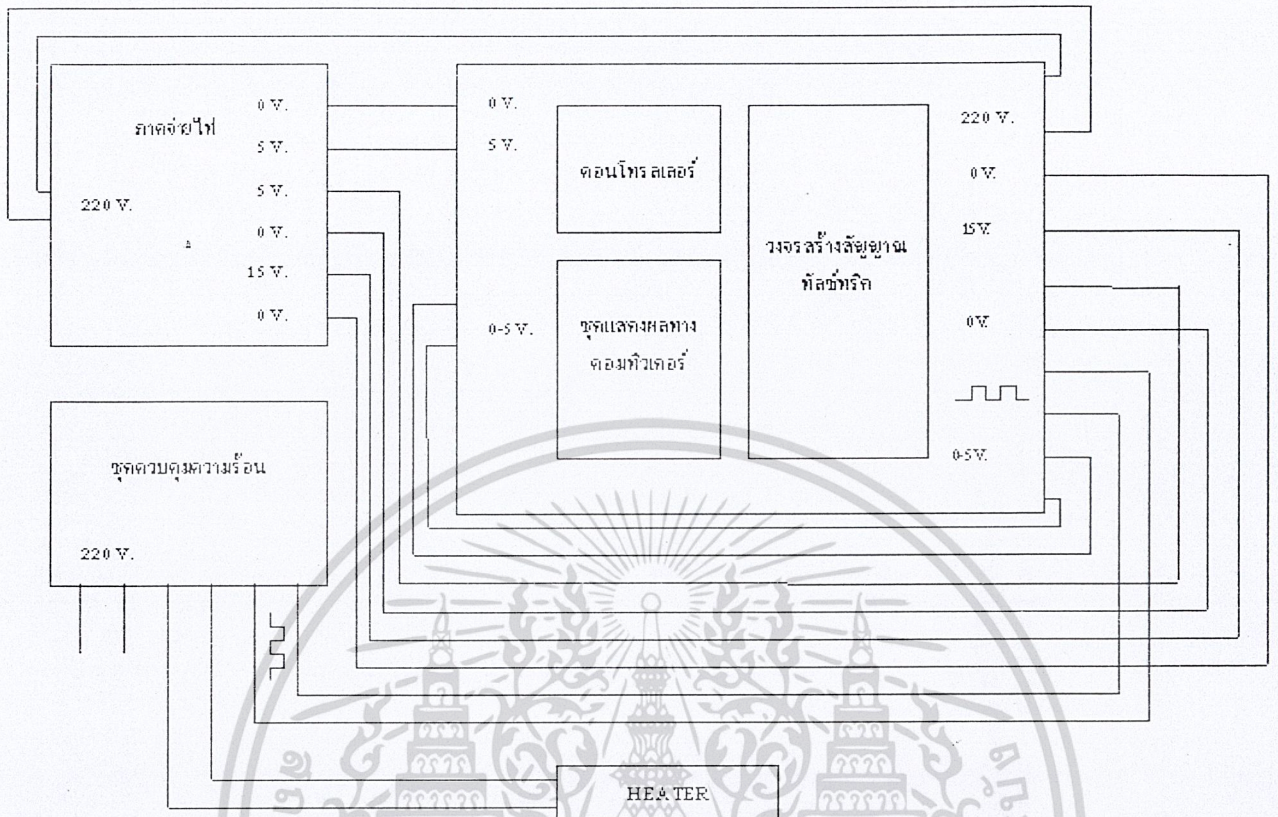 ภาคจ่ายไฟ
0 V.
5 V.
5 V.
220 V.
0 V.
15 V.
0 V.
0 V.
5 V.
0-5 V.
คอนโทรลเลอร์
ชุดแสดงผลทาง
คอมพิวเตอร์
วงจรสร้างสัญญาณ
พัลซ์ทริค
220 V.
0 V.
15 V.
0 V.
0-5 V.
ชุดควบคุมความร้อน
220 V.
HEATER